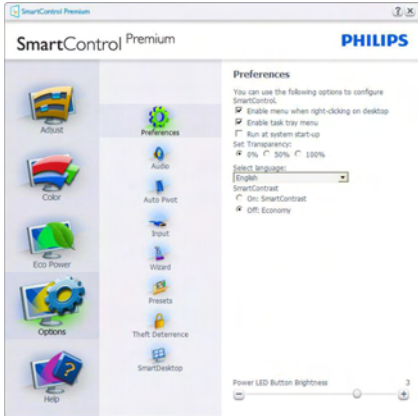 SmartControl Premium
SmartControl Premium
PHILIPS
Adjust
Color
Eco Power
Options
Help
Preferences
Audio
Auto Pivot
Input
Wizard
Presets
Theft Deterrence
SmartDesktop
Preferences
You can use the following options to configure
SmartControl.
Enable menu when right-clicking on desktop
Enable task tray menu
Run at system start-up
Set Transparency:
0% 50% 100%
Select language:
English
SmartContrast
On: SmartContrast
Off: Economy
Power LED Button Brightness 3